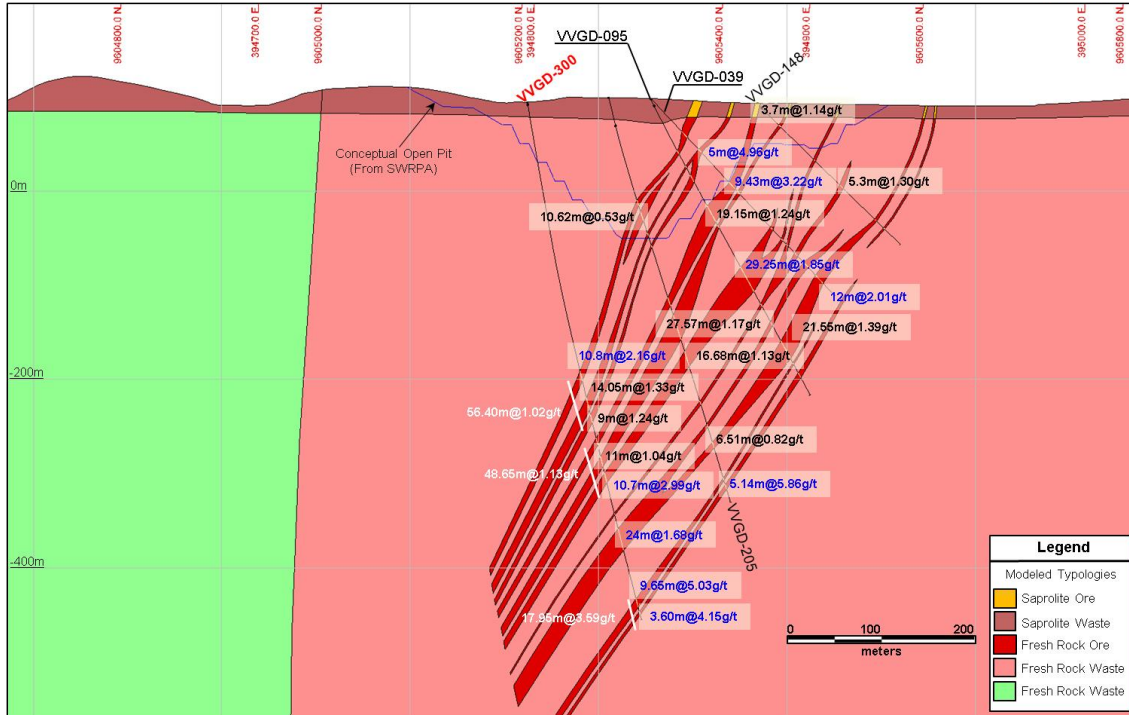 9604800.0 N
394700.0 E
9605000.0 N
9605200.0 N
394800.0 E
9605400.0 N
394900.0 E
9605600.0 N
395000.0 E
9605800.0 N
VVGD-095
VVGD-300
VVGD-039
VVGD-148
3.7m@1.14g/t
Conceptual Open Pit
(From SWRPA)
5m@4.96g/t
0m
9.43m@3.22g/t
5.3m@1.30g/t
10.62m@0.53g/t
19.15m@1.24g/t
29.25m@1.85g/t
12m@2.01g/t
27.57m@1.17g/t
21.55m@1.39g/t
10.8m@2.16g/t
16.68m@1.13g/t
-200m
14.05m@1.33g/t
56.40m@1.02g/t
9m@1.24g/t
6.51m@0.82g/t
11m@1.04g/t
48.65m@1.13g/t
10.7m@2.99g/t
5.14m@5.86g/t
24m@1.68g/t
VVGD-205
-400m
9.65m@5.03g/t
17.95m@3.59g/t
3.60m@4.15g/t
Legend
Modeled Typologies
Saprolite Ore
Saprolite Waste
Fresh Rock Ore
Fresh Rock Waste
Fresh Rock Waste
0 100 200
meters